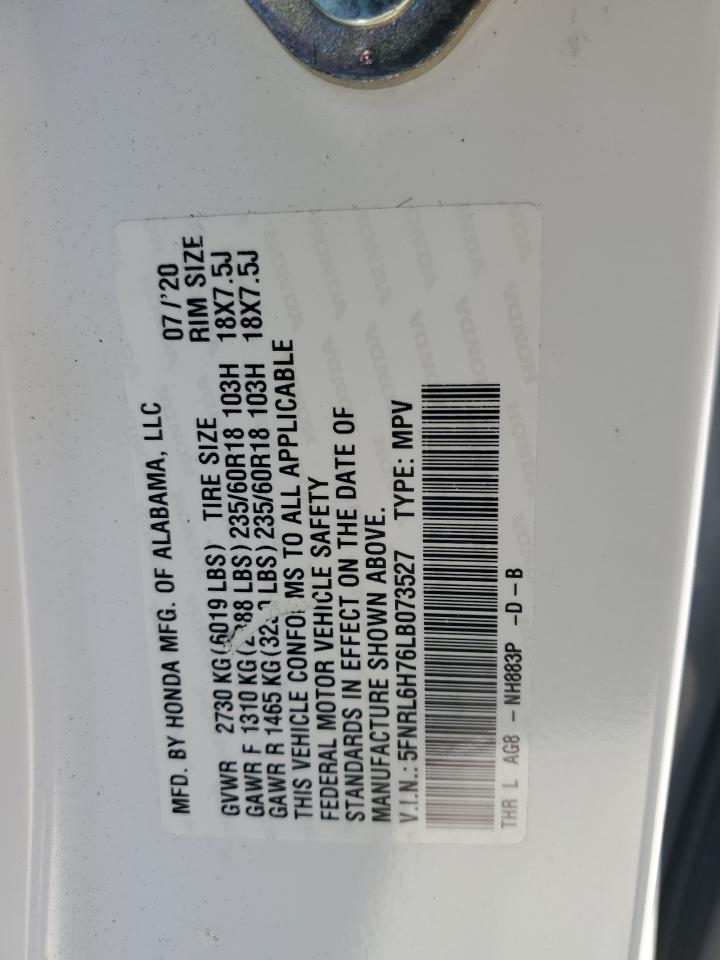 MFD. BY HONDA MFG. OF ALABAMA, LLC 07/'20
GVWR 2730 KG(6019 LBS) TIRE SIZE RIM SIZE
GAWR F 1310 KG( LBS) 235/60R18 103H 18X7.5J
GAWR R 1465 KG( LBS) 235/60R18 103H 18X7.5J
THIS VEHICLE CONFO MS TO ALL APPLICABLE
FEDERAL MOTOR VEHICLE SAFETY
STANDARDS IN EFFECT ON THE DATE OF
MANUFACTURE SHOWN ABOVE.
V.I.N.: 5FNRL6H76LB073527 TYPE: MPV
THR L AG8 - NH883P -D-B